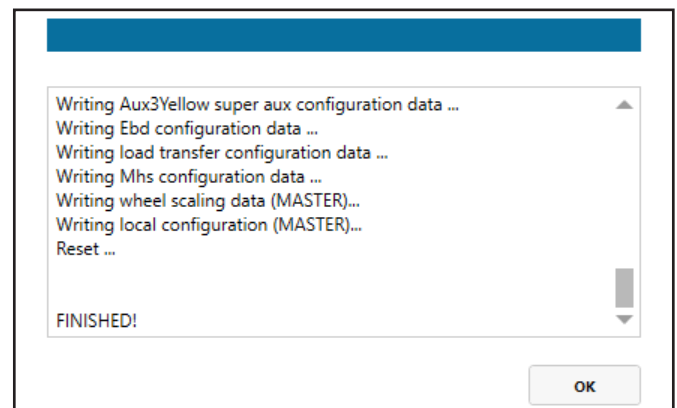 Writing Aux3Yellow super aux configuration data ...
Writing Ebd configuration data ...
Writing load transfer configuration data ...
Writing Mhs configuration data ...
Writing wheel scaling data (MASTER)...
Writing local configuration (MASTER)...
Reset ...
FINISHED!
OK